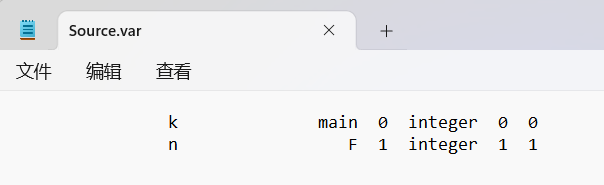 Source.var
文件 编辑 查看
k main 0 integer 0 0
n F 1 integer 1 1